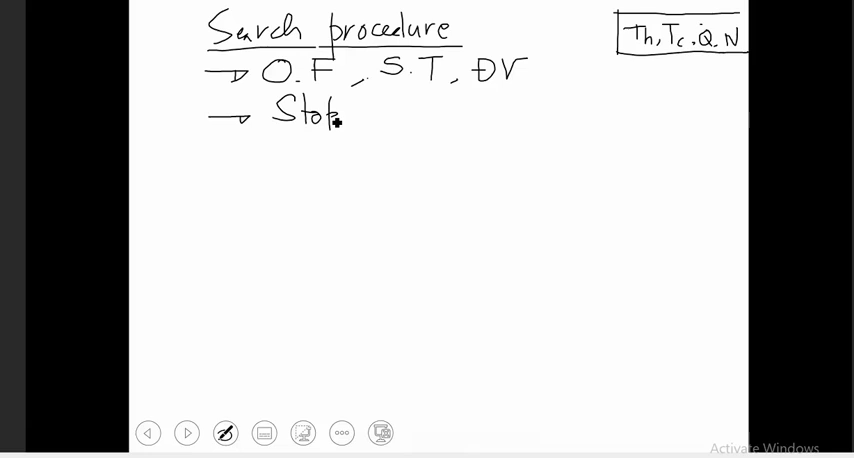 Search procedure
Th, Tc, Q̇, N
→ O.F, S.T, DV
→ Stop
Activate Windows